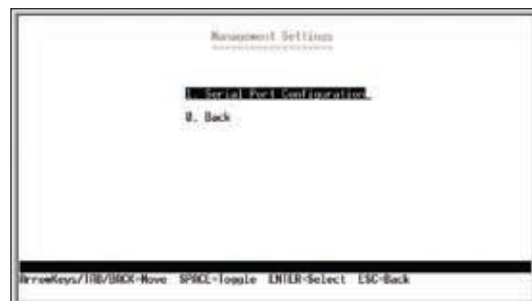 Management Settings
1. Serial Port Configuration
0. Back
ArrowKeys/TAB/BACK=Move SPACE=Toggle ENTER=Select ESC=Back